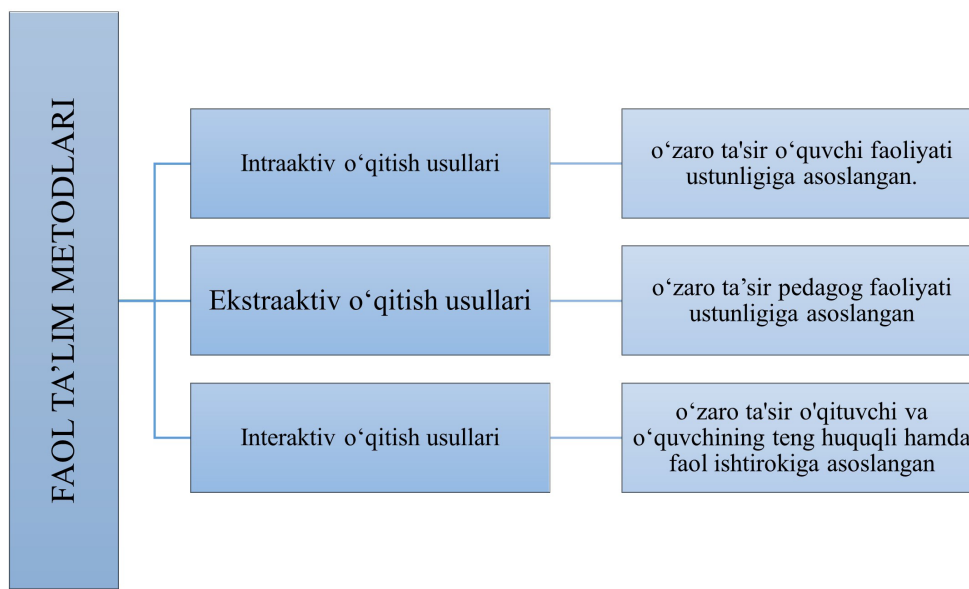 FAOL TA’LIM METODLARI
Intraaktiv o‘qitish usullari
o‘zaro ta'sir o‘quvchi faoliyati
ustunligiga asoslangan.
Ekstraaktiv o‘qitish usullari
o‘zaro ta’sir pedagog faoliyati
ustunligiga asoslangan
Interaktiv o‘qitish usullari
o‘zaro ta'sir o'qituvchi va
o‘quvchining teng huquqli hamda
faol ishtirokiga asoslangan